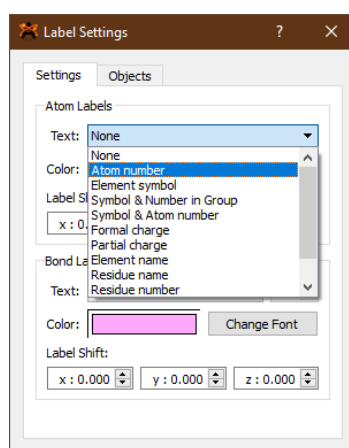 Label Settings ? ×
Settings Objects
Atom Labels
Text: None
None
Color: Atom number
Element symbol
Label S Symbol & Number in Group
Symbol & Atom number
x : 0. Formal charge
Partial charge
Bond La Element name
Residue name
Text: Residue number
Color: Change Font
Label Shift:
x : 0.000 y : 0.000 z : 0.000